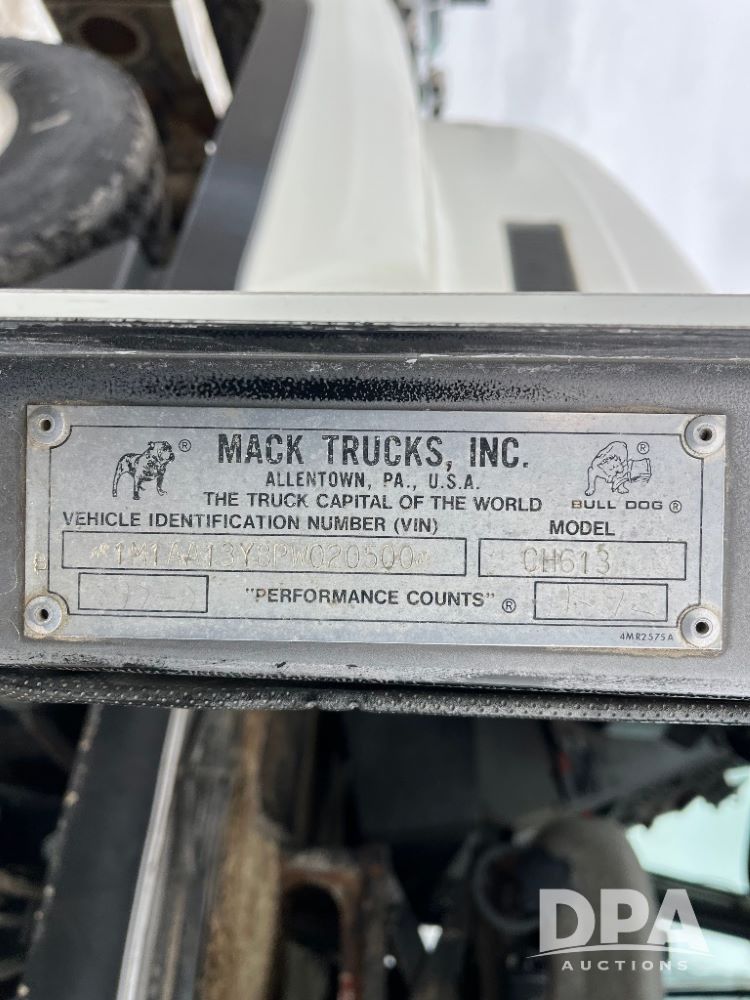 MACK TRUCKS, INC.
ALLENTOWN, PA., U.S.A.
THE TRUCK CAPITAL OF THE WORLD
BULL DOG ®
VEHICLE IDENTIFICATION NUMBER (VIN)
MODEL
*1M1AA13Y8PW020500*
CH613
"PERFORMANCE COUNTS" ®
4MR2575A
DPA
AUCTIONS